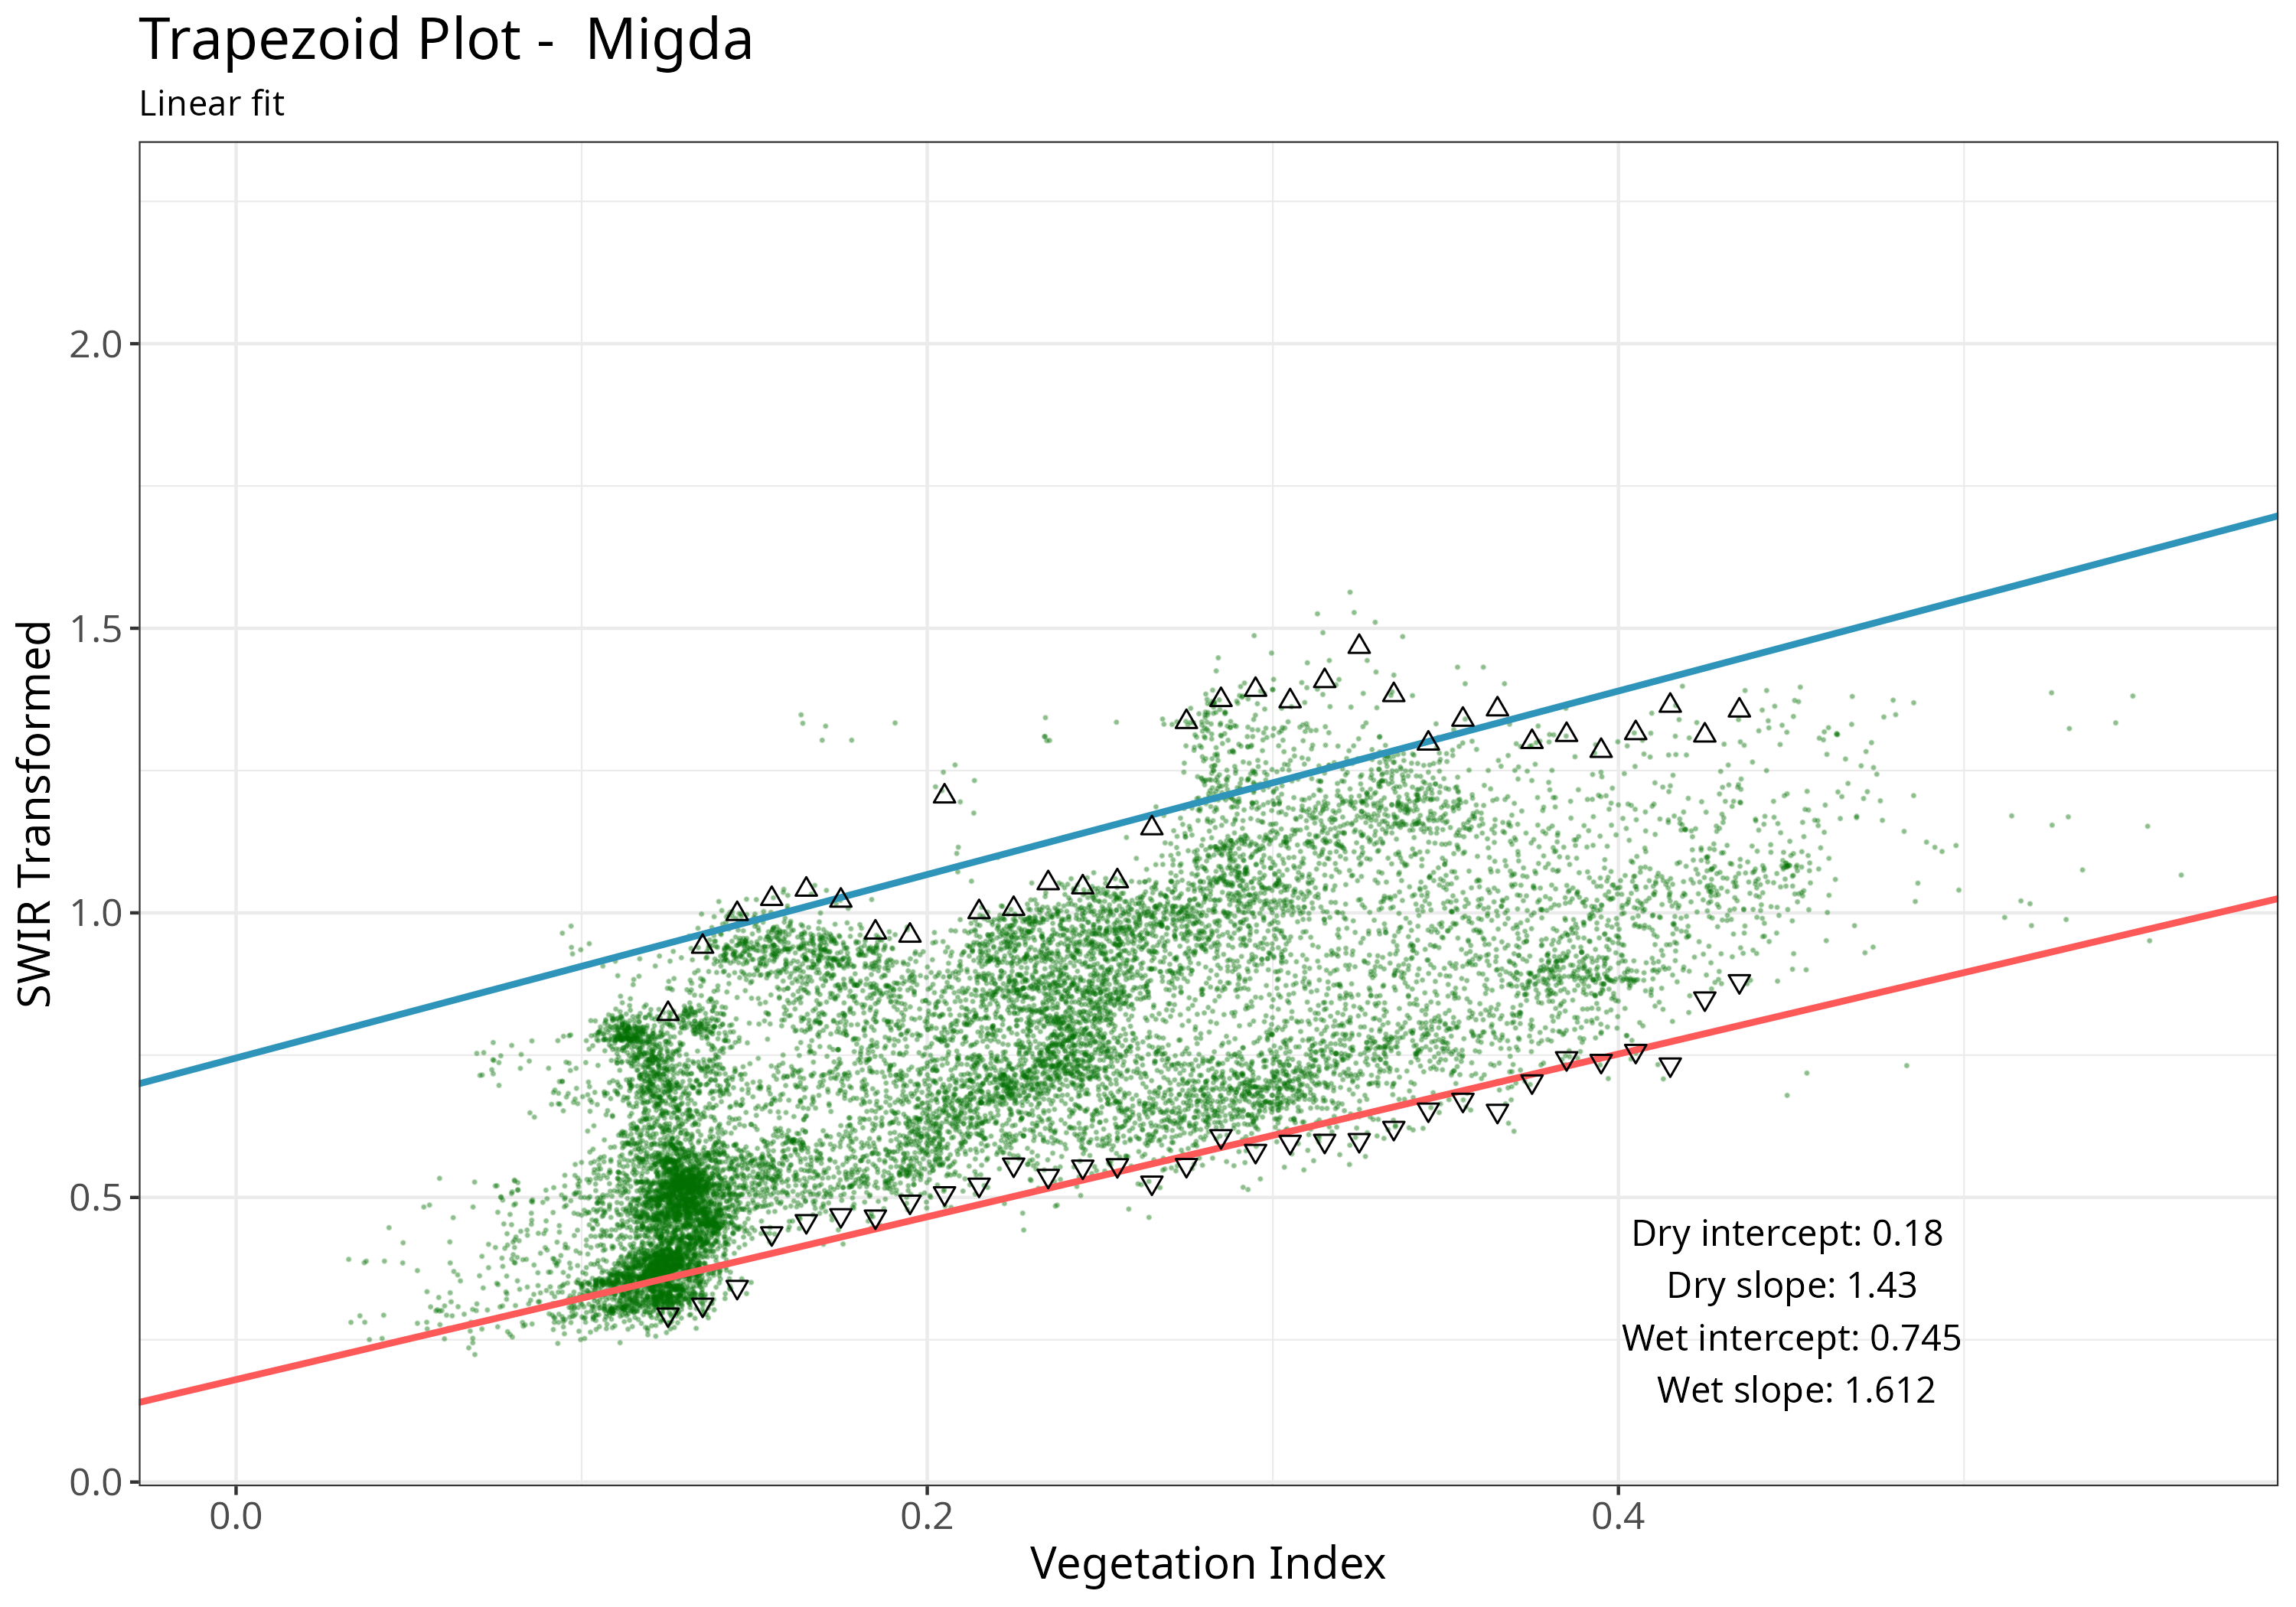 Trapezoid Plot -  Migda
Linear fit
SWIR Transformed
2.0
1.5
1.0
0.5
0.0
Dry intercept: 0.18
Dry slope: 1.43
Wet intercept: 0.745
Wet slope: 1.612
0.0
0.2
0.4
Vegetation Index